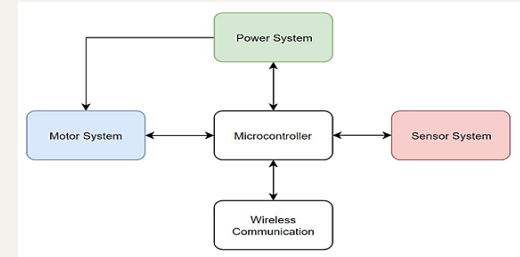 Power System
Motor System
Microcontroller
Sensor System
Wireless
Communication